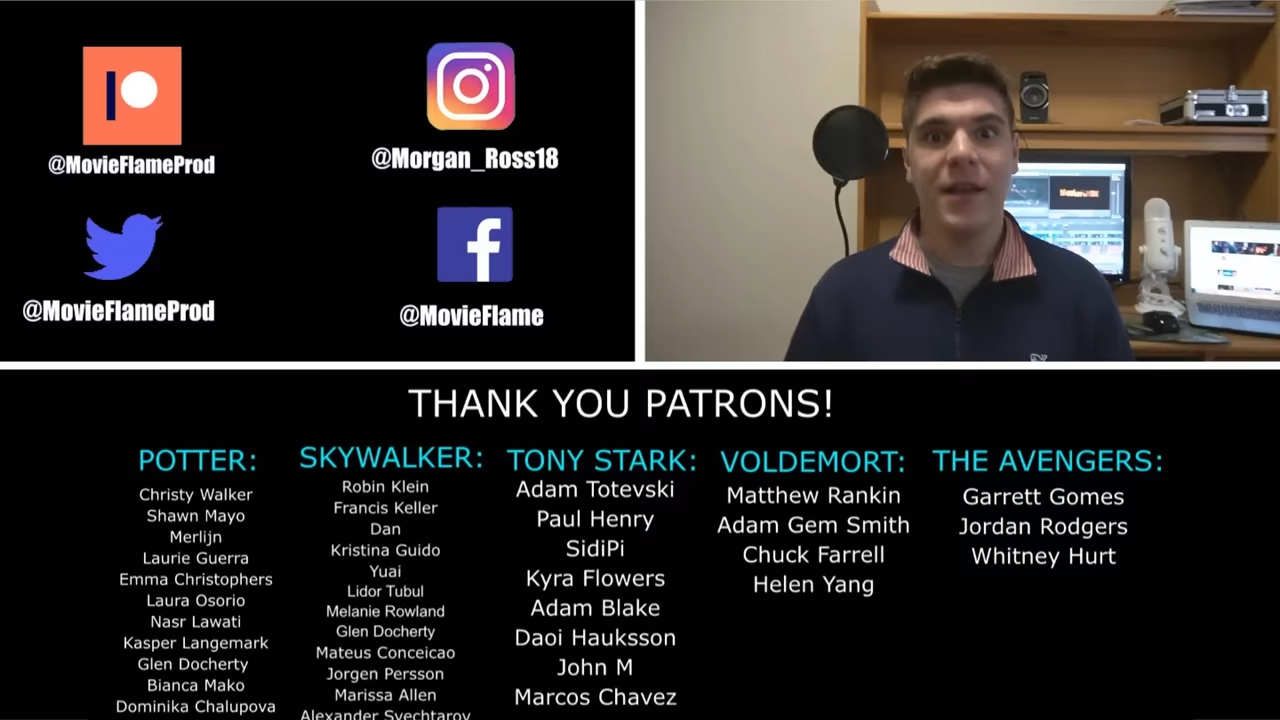 @MovieFlameProd
@Morgan_Ross18
@MovieFlameProd
@MovieFlame
THANK YOU PATRONS!
POTTER:
Christy Walker
Shawn Mayo
Merlijn
Laurie Guerra
Emma Christophers
Laura Osorio
Nasr Lawati
Kasper Langemark
Glen Docherty
Bianca Mako
Dominika Chalupova
SKYWALKER:
Robin Klein
Francis Keller
Dan
Kristina Guido
Yuai
Lidor Tubul
Melanie Rowland
Glen Docherty
Mateus Conceicao
Jorgen Persson
Marissa Allen
Alexander Svechtarov
TONY STARK:
Adam Totevski
Paul Henry
SidiPi
Kyra Flowers
Adam Blake
Daoi Hauksson
John M
Marcos Chavez
VOLDEMORT:
Matthew Rankin
Adam Gem Smith
Chuck Farrell
Helen Yang
THE AVENGERS:
Garrett Gomes
Jordan Rodgers
Whitney Hurt